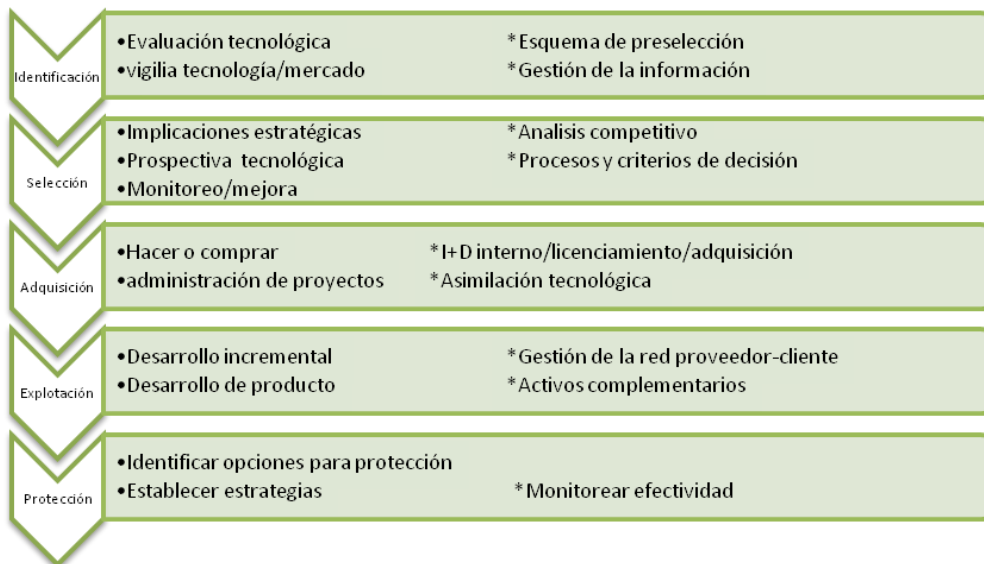 Identificación
•Evaluación tecnológica *Esquema de preselección
•vigilia tecnología/mercado *Gestión de la información
Selección
•Implicaciones estratégicas *Analisis competitivo
•Prospectiva tecnológica *Procesos y criterios de decisión
•Monitoreo/mejora
Adquisición
•Hacer o comprar *I+D interno/licenciamiento/adquisición
•administración de proyectos *Asimilación tecnológica
Explotación
•Desarrollo incremental *Gestión de la red proveedor-cliente
•Desarrollo de producto *Activos complementarios
Protección
•Identificar opciones para protección
•Establecer estrategias *Monitorear efectividad